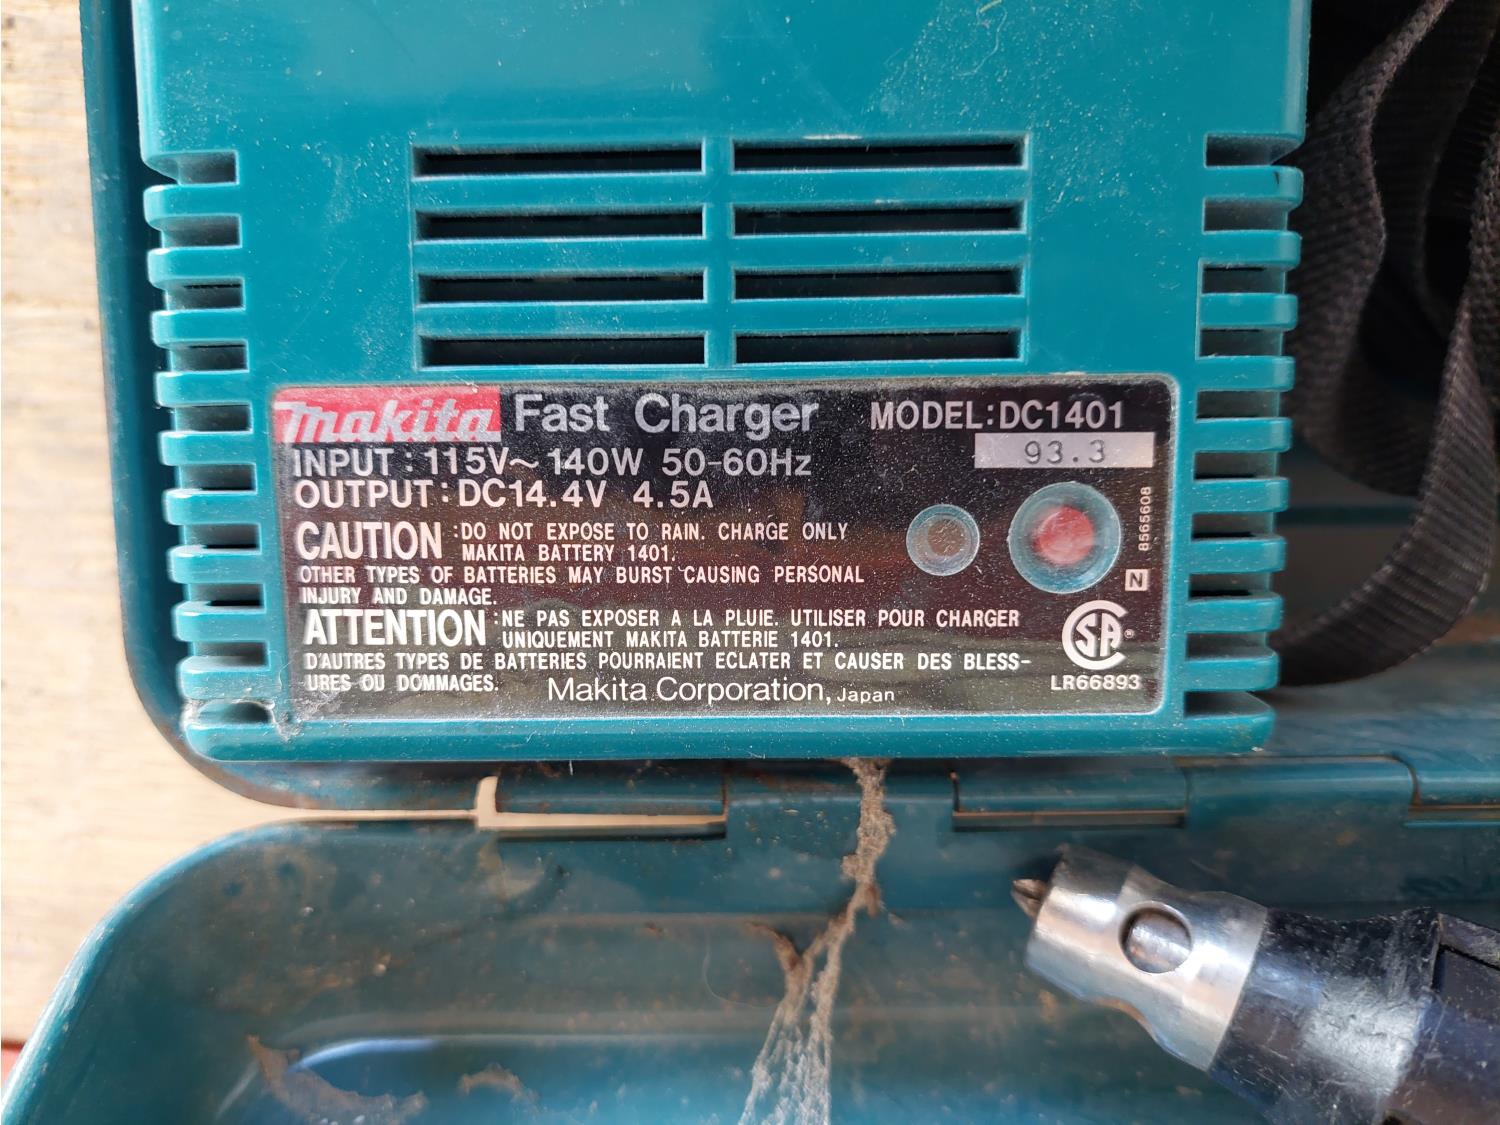 makita Fast Charger MODEL:DC1401
93.3
INPUT : 115V～140W 50-60Hz
OUTPUT : DC14.4V 4.5A
CAUTION :DO NOT EXPOSE TO RAIN. CHARGE ONLY
MAKITA BATTERY 1401.
OTHER TYPES OF BATTERIES MAY BURST CAUSING PERSONAL
INJURY AND DAMAGE.
ATTENTION :NE PAS EXPOSER A LA PLUIE. UTILISER POUR CHARGER
UNIQUEMENT MAKITA BATTERIE 1401.
D'AUTRES TYPES DE BATTERIES POURRAIENT ECLATER ET CAUSER DES BLESS-
URES OU DOMMAGES.
Makita Corporation, Japan
8565608
N
SA®
LR66893